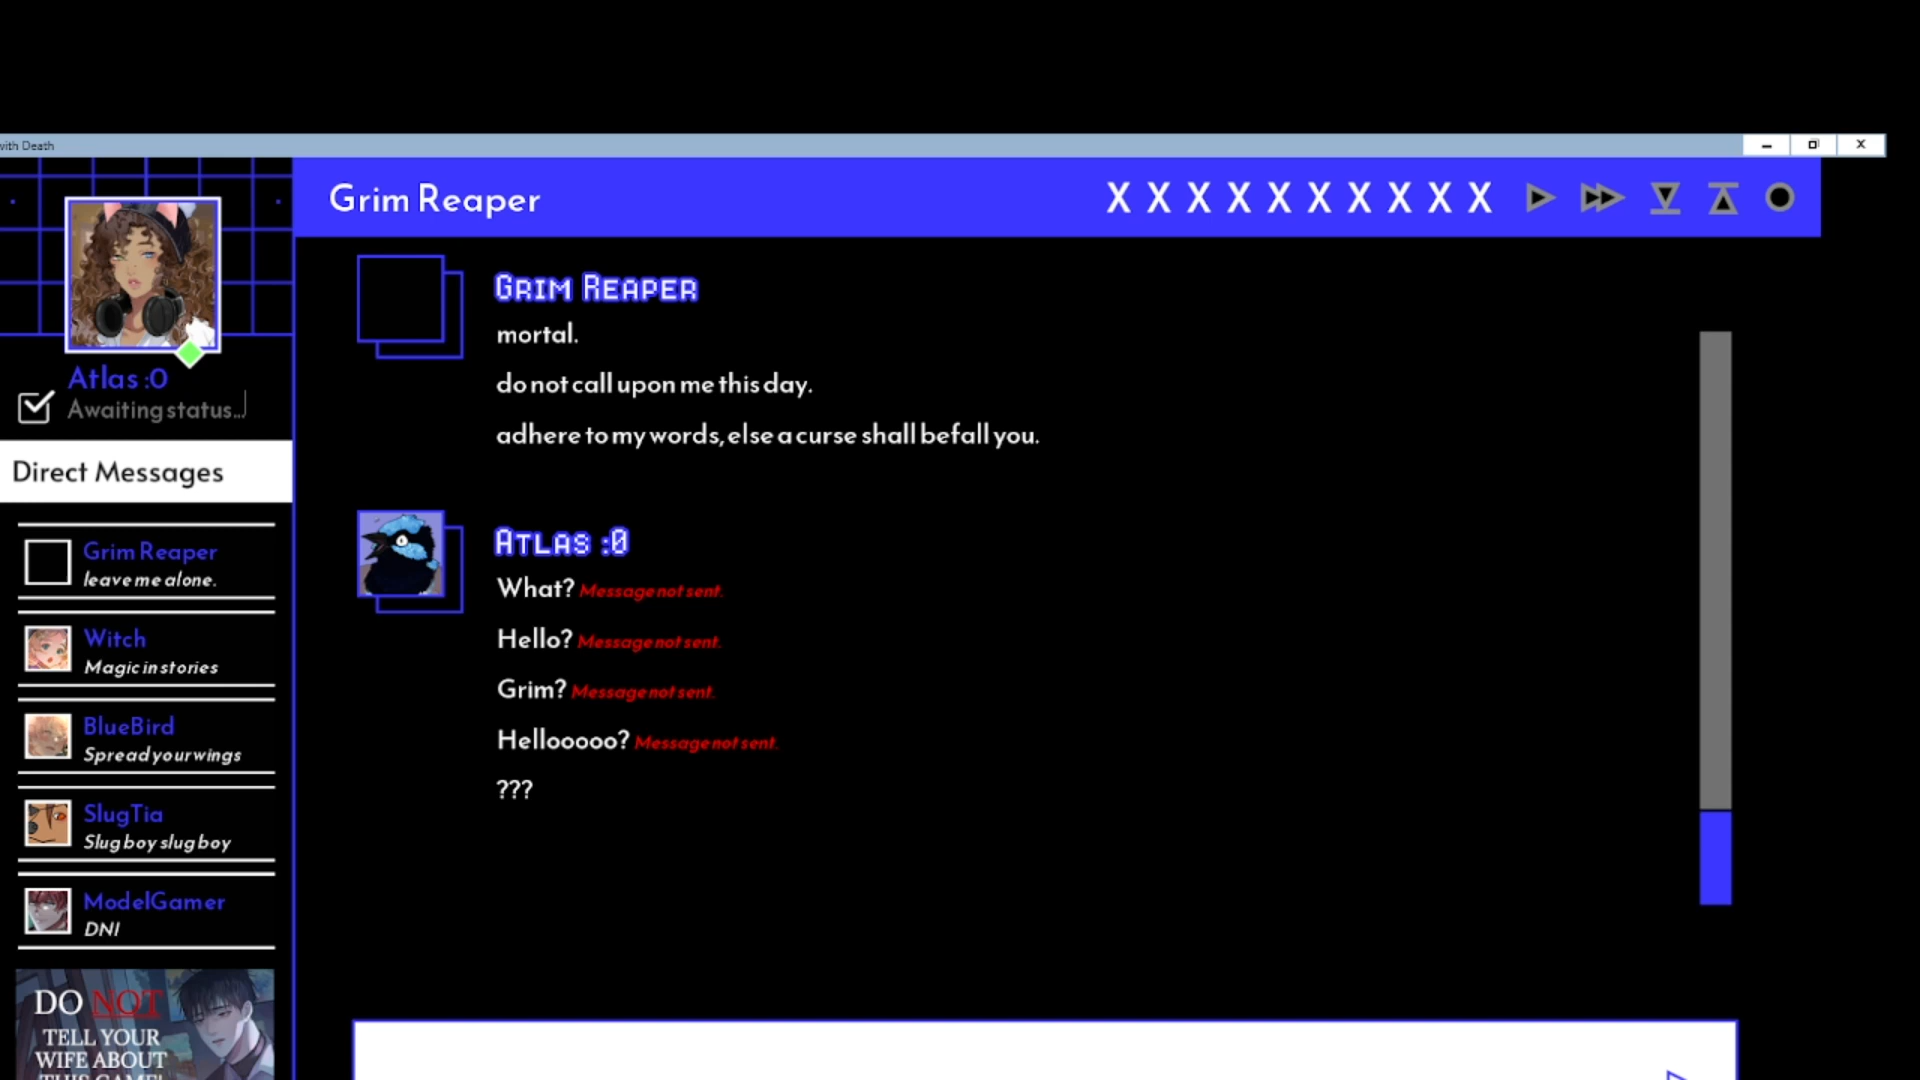 with Death
Grim Reaper
X X X X X X X X X X
Atlas :0
Awaiting status...
Direct Messages
Grim Reaper
leave me alone.
Witch
Magic in stories
BlueBird
Spread your wings
SlugTia
Slug boy slug boy
ModelGamer
DNI
DO NOT
TELL YOUR
WIFE ABOUT
THIS GAME!
Grim Reaper
mortal.
do not call upon me this day.
adhere to my words, else a curse shall befall you.
Atlas :0
What? Message not sent.
Hello? Message not sent.
Grim? Message not sent.
Hellooooo? Message not sent.
???